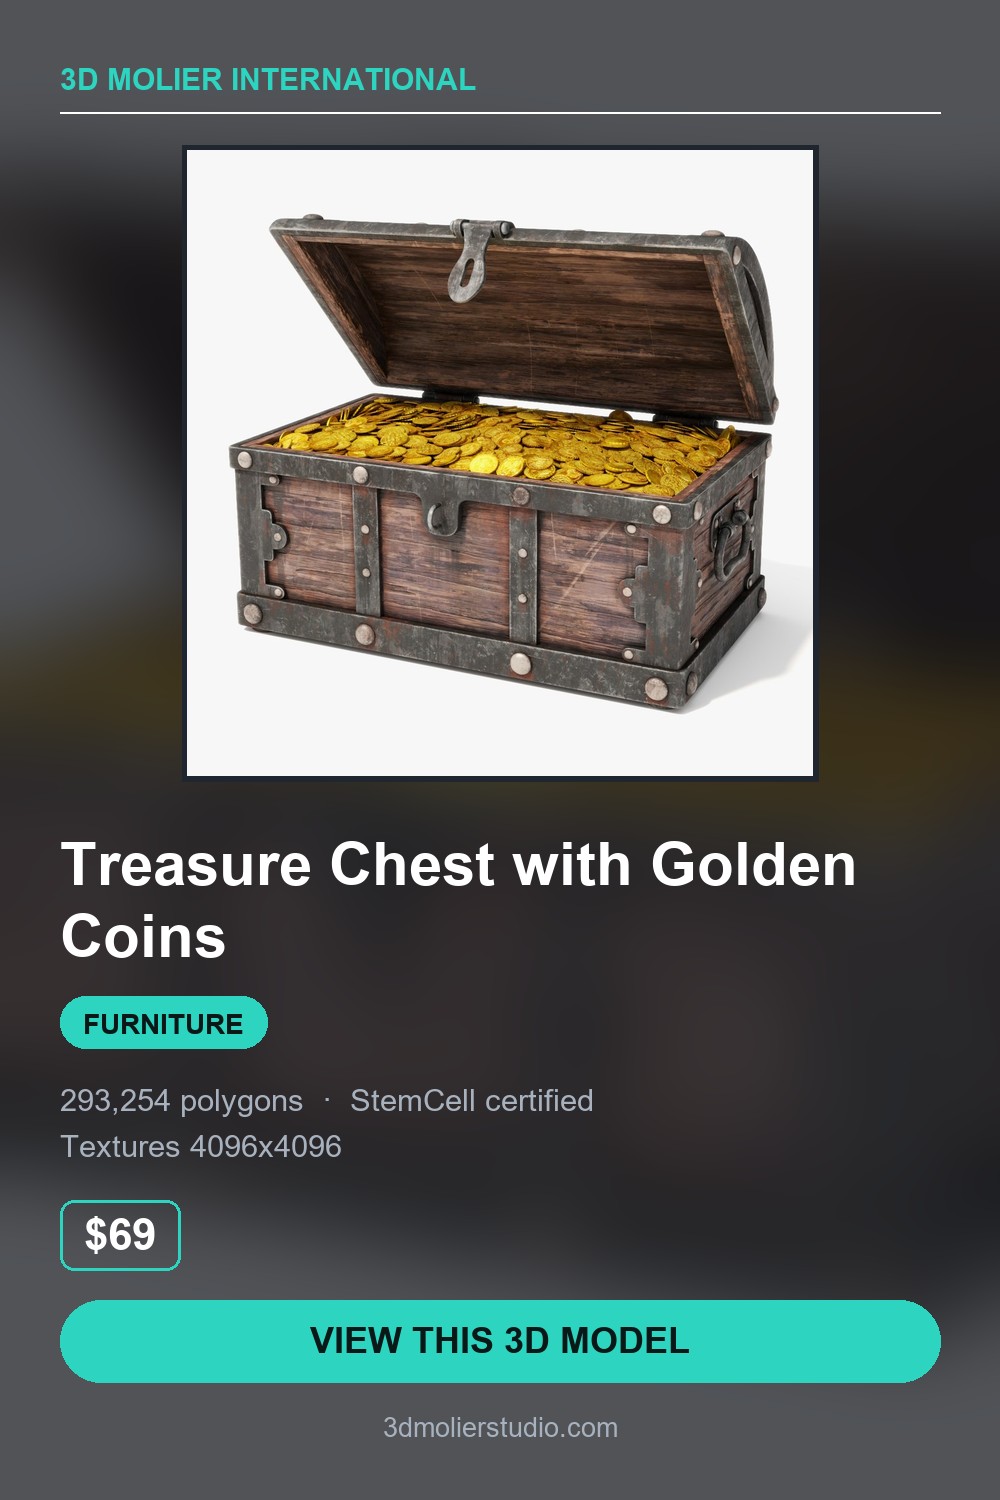 3D MOLIER INTERNATIONAL
Treasure Chest with Golden
Coins
FURNITURE
293,254 polygons · StemCell certified
Textures 4096x4096
$69
VIEW THIS 3D MODEL
3dmolierstudio.com